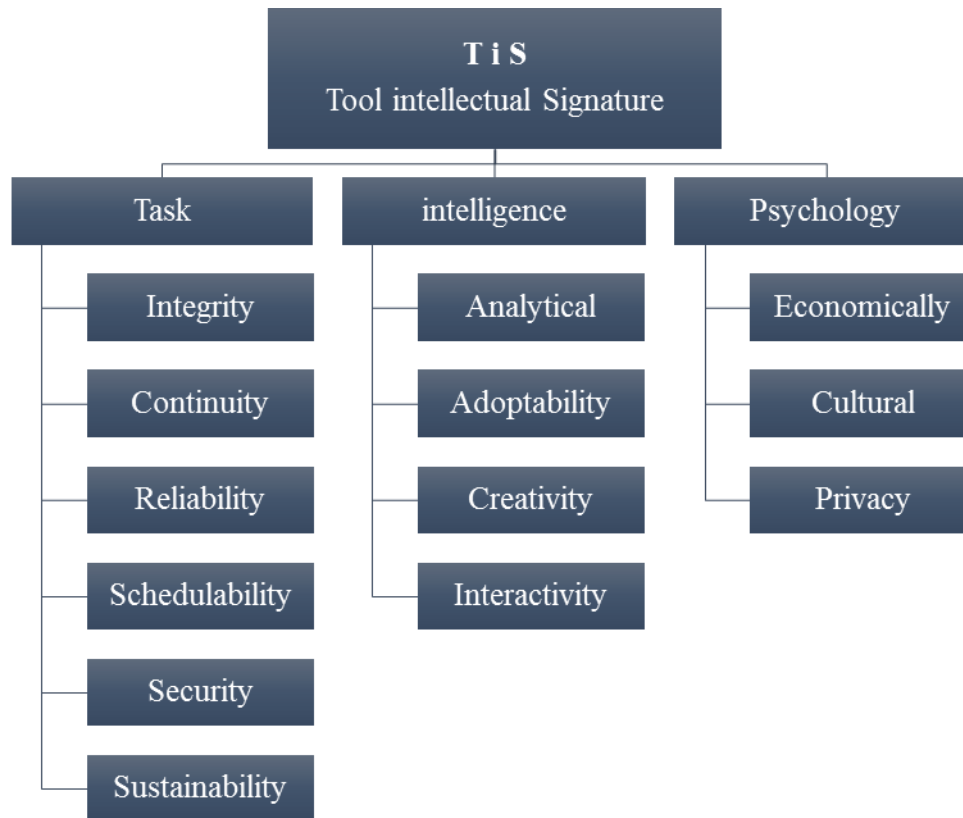 T i S
Tool intellectual Signature
Task
Integrity
Continuity
Reliability
Schedulability
Security
Sustainability
intelligence
Analytical
Adoptability
Creativity
Interactivity
Psychology
Economically
Cultural
Privacy